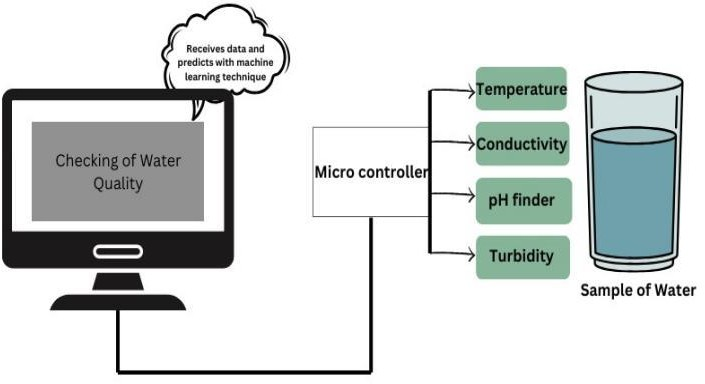 Receives data and
predicts with machine
learning technique
Checking of Water
Quality
Micro controller
Temperature
Conductivity
pH finder
Turbidity
Sample of Water